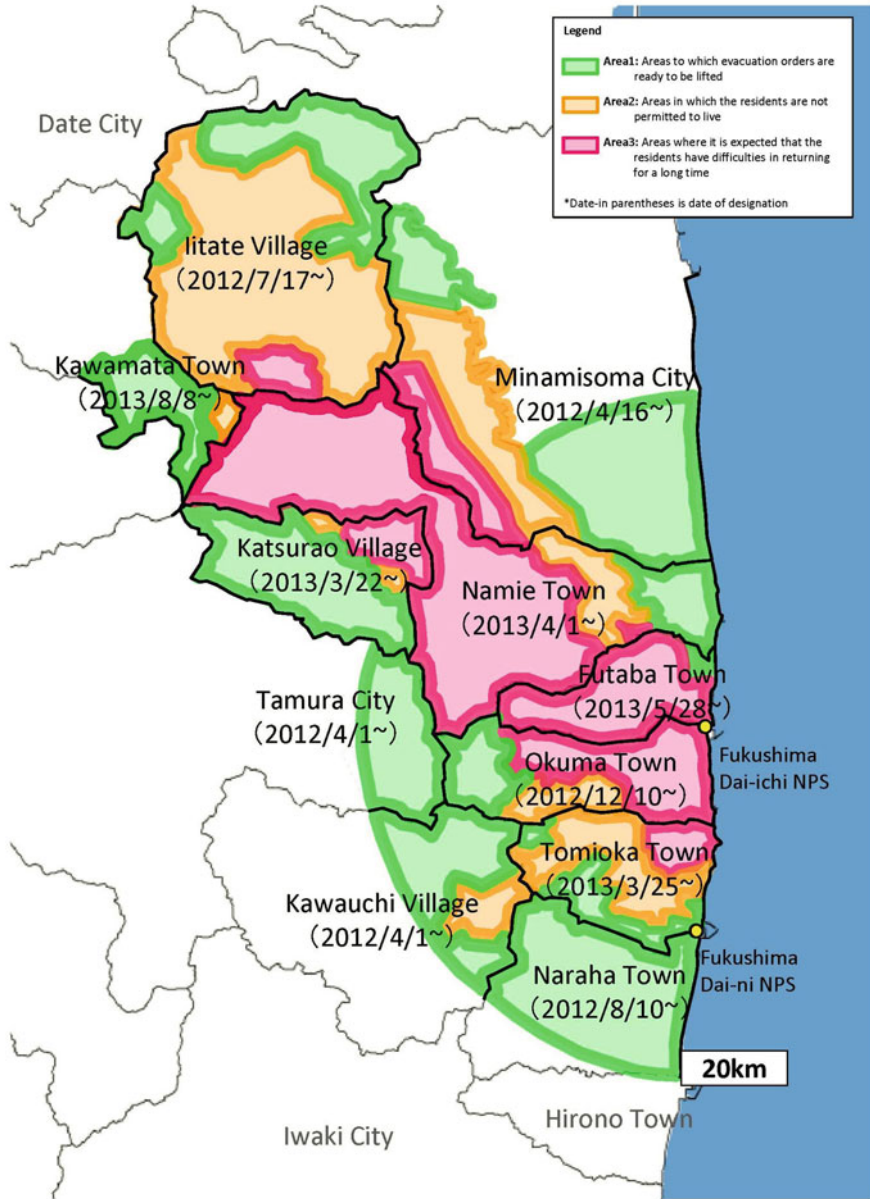 Legend
Area1: Areas to which evacuation orders are
ready to be lifted
Area2: Areas in which the residents are not
permitted to live
Area3: Areas where it is expected that the
residents have difficulties in returning
for a long time
*Date-in parentheses is date of designation
Date City
Iitate Village
(2012/7/17~)
Kawamata Town
(2013/8/8~)
Minamisoma City
(2012/4/16~)
Katsurao Village
(2013/3/22~)
Namie Town
(2013/4/1~)
Futaba Town
(2013/5/28~)
Tamura City
(2012/4/1~)
Fukushima
Dai-ichi NPS
Okuma Town
(2012/12/10~)
Tomioka Town
(2013/3/25~)
Kawauchi Village
(2012/4/1~)
Fukushima
Dai-ni NPS
Naraha Town
(2012/8/10~)
20km
Hirono Town
Iwaki City